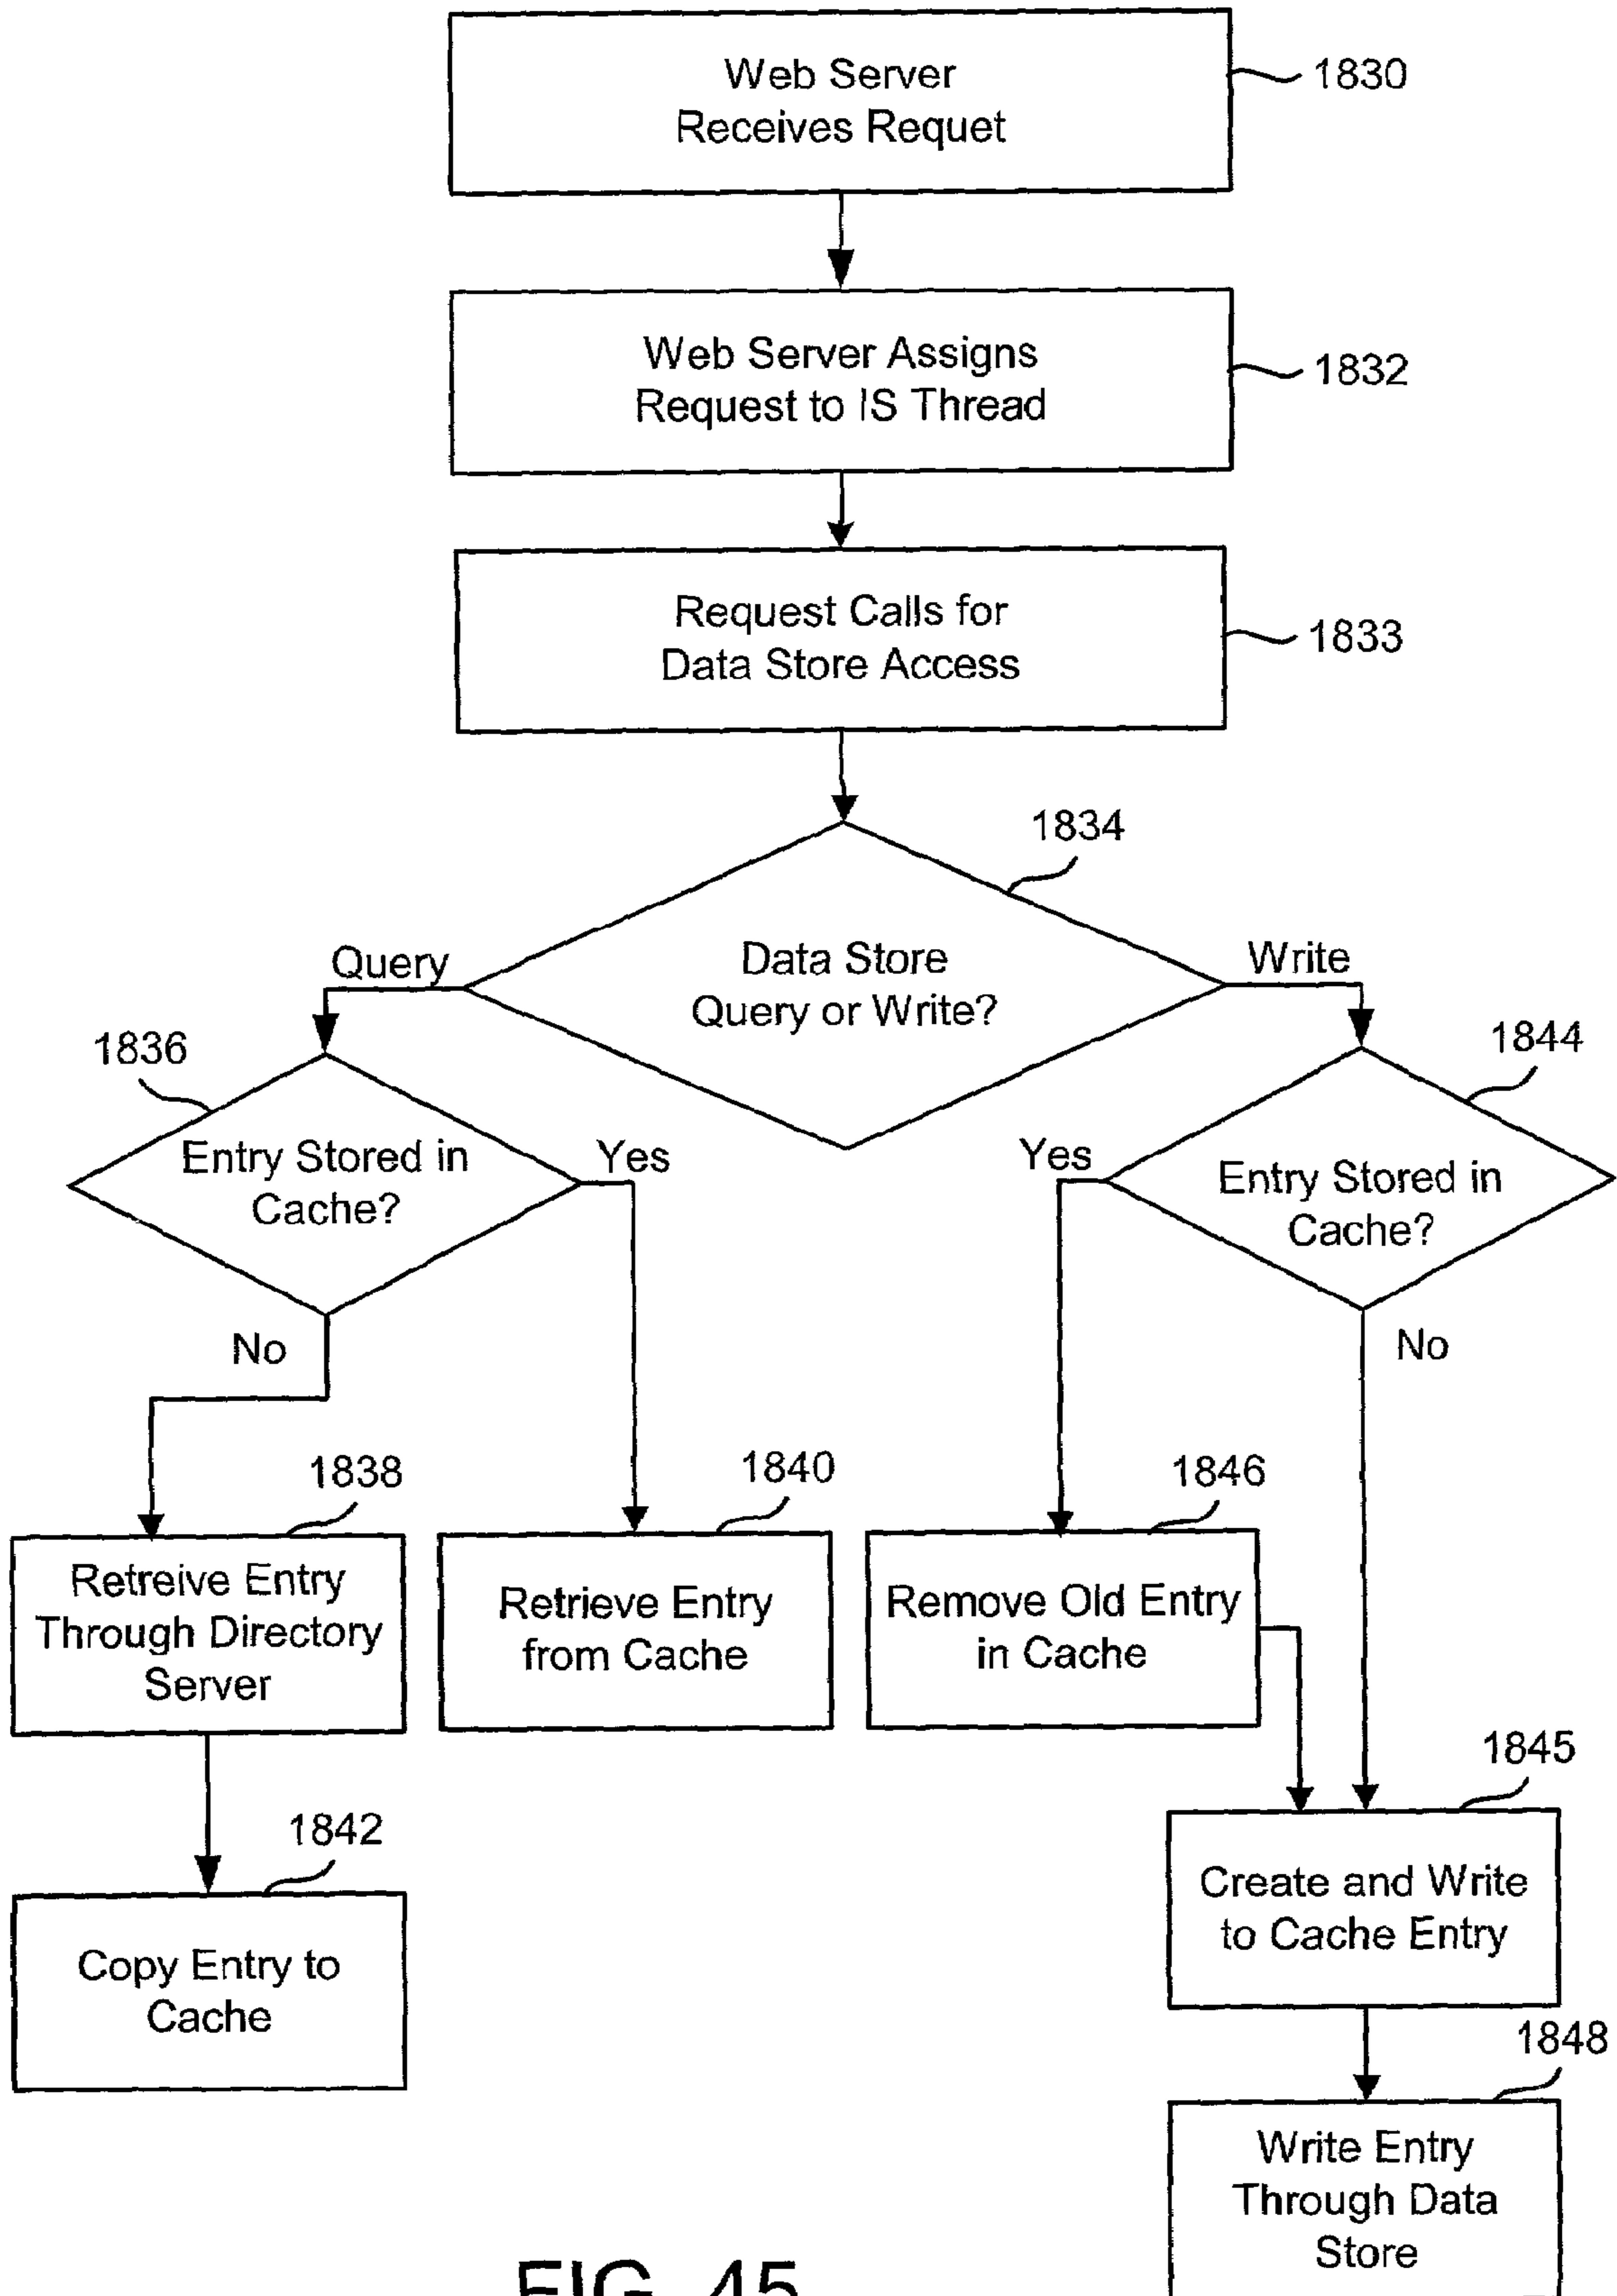 Web Server
Receives Requet
1830
Web Server Assigns
Request to IS Thread
1832
Request Calls for
Data Store Access
1833
1834
Data Store
Query or Write?
Query
Write
1836
Entry Stored in
Cache?
Yes
No
1844
Entry Stored in
Cache?
Yes
No
1838
Retreive Entry
Through Directory
Server
1840
Retrieve Entry
from Cache
1846
Remove Old Entry
in Cache
1845
Create and Write
to Cache Entry
1842
Copy Entry to
Cache
1848
Write Entry
Through Data
Store
FIG. 45